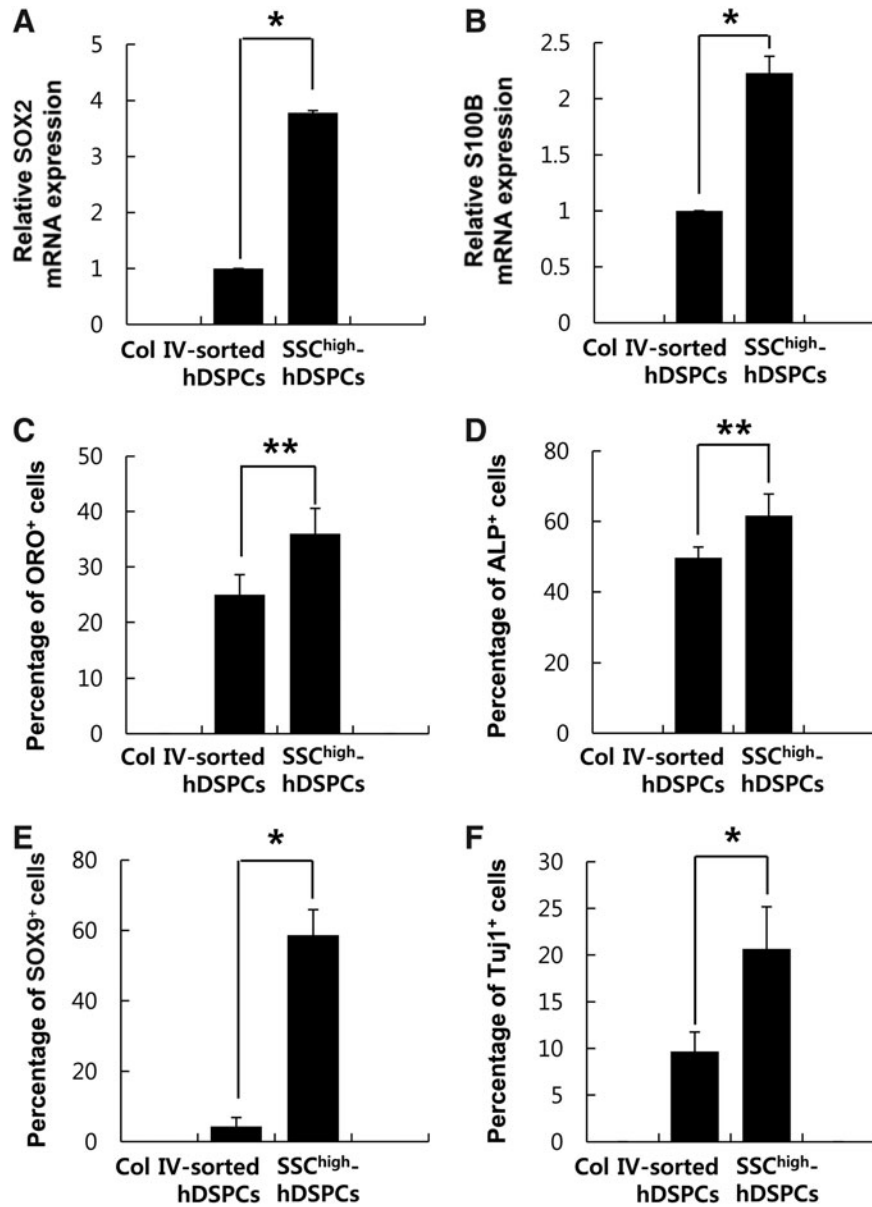 A
Relative SOX2
mRNA expression
5
4
3
2
1
0
*
Col IV-sorted
hDSPCs
SSChigh-
hDSPCs
B
Relative S100B
mRNA expression
2.5
2
1.5
1
0.5
0
*
Col IV-sorted
hDSPCs
SSChigh-
hDSPCs
C
Percentage of ORO+ cells
50
40
30
20
10
0
**
Col IV-sorted
hDSPCs
SSChigh-
hDSPCs
D
Percentage of ALP+ cells
80
60
40
20
0
**
Col IV-sorted
hDSPCs
SSChigh-
hDSPCs
E
Percentage of SOX9+ cells
80
60
40
20
0
*
Col IV-sorted
hDSPCs
SSChigh-
hDSPCs
F
Percentage of Tuj1+ cells
30
25
20
15
10
5
0
*
Col IV-sorted
hDSPCs
SSChigh-
hDSPCs